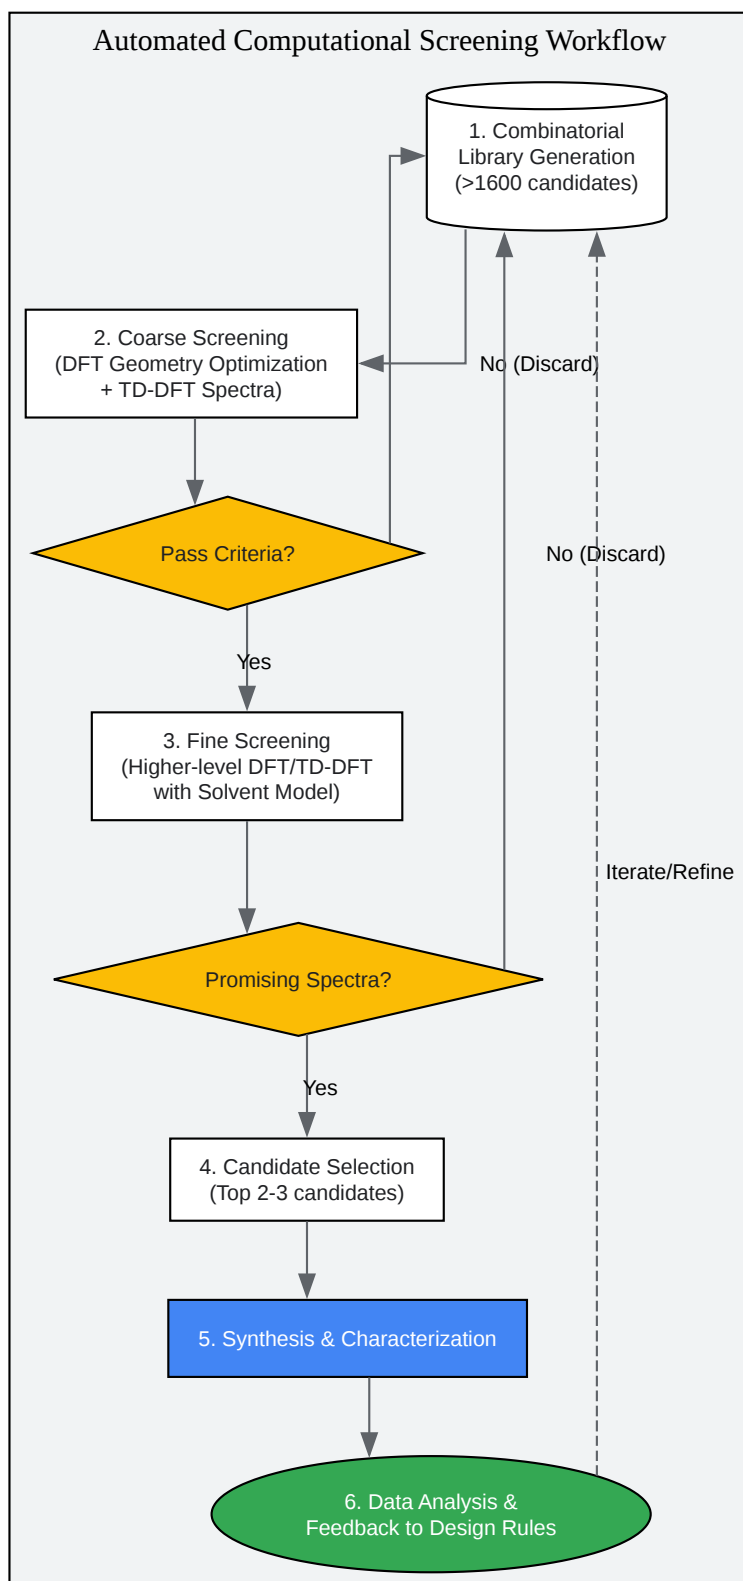 Automated Computational Screening Workflow
1. Combinatorial
Library Generation
(>1600 candidates)
2. Coarse Screening
(DFT Geometry Optimization
+ TD-DFT Spectra)
No (Discard)
Pass Criteria?
No (Discard)
Yes
3. Fine Screening
(Higher-level DFT/TD-DFT
with Solvent Model)
Iterate/Refine
Promising Spectra?
Yes
4. Candidate Selection
(Top 2-3 candidates)
5. Synthesis & Characterization
6. Data Analysis &
Feedback to Design Rules